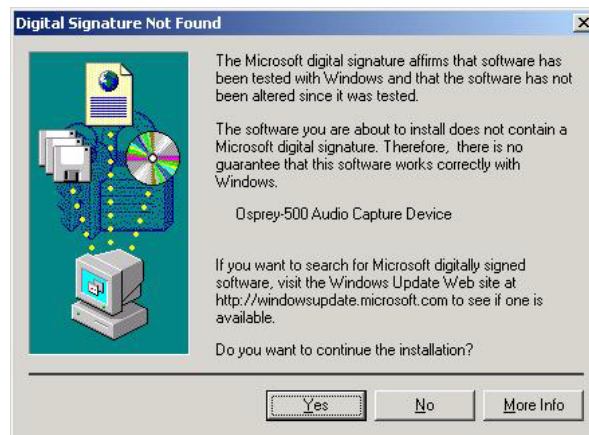 Digital Signature Not Found
The Microsoft digital signature affirms that software has
been tested with Windows and that the software has not
been altered since it was tested.
The software you are about to install does not contain a
Microsoft digital signature. Therefore, there is no
guarantee that this software works correctly with
Windows.
Osprey-500 Audio Capture Device
If you want to search for Microsoft digitally signed
software, visit the Windows Update Web site at
http://windowsupdate.microsoft.com to see if one is
available.
Do you want to continue the installation?
Yes
No
More Info